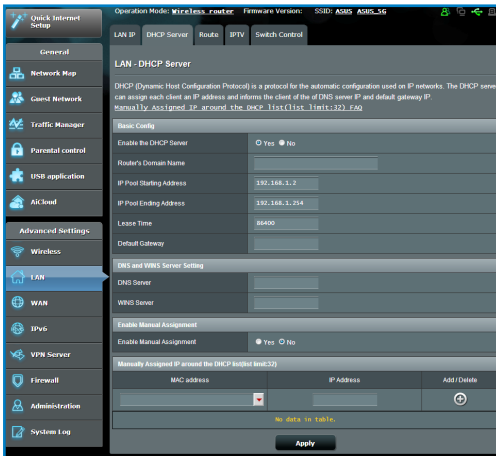 Quick Internet
Setup
Operation Mode: Wireless router Firmware Version: SSID: ASUS ASUS_5G
LAN IP DHCP Server Route IPTV Switch Control
General
Network Map
Guest Network
Traffic Manager
Parental control
USB application
AiCloud
Advanced Settings
Wireless
LAN
WAN
IPv6
VPN Server
Firewall
Administration
System Log
LAN - DHCP Server
DHCP (Dynamic Host Configuration Protocol) is a protocol for the automatic configuration used on IP networks. The DHCP serve
can assign each client an IP address and informs the client of the of DNS server IP and default gateway IP.
Manually Assigned IP around the DHCP list(list limit:32) FAQ
Basic Config
Enable the DHCP Server Yes No
Router's Domain Name
IP Pool Starting Address 192.168.1.2
IP Pool Ending Address 192.168.1.254
Lease Time 86400
Default Gateway
DNS and WINS Server Setting
DNS Server
WINS Server
Enable Manual Assignment
Enable Manual Assignment Yes No
Manually Assigned IP around the DHCP list(list limit:32)
MAC address IP Address Add / Delete
No data in table.
Apply